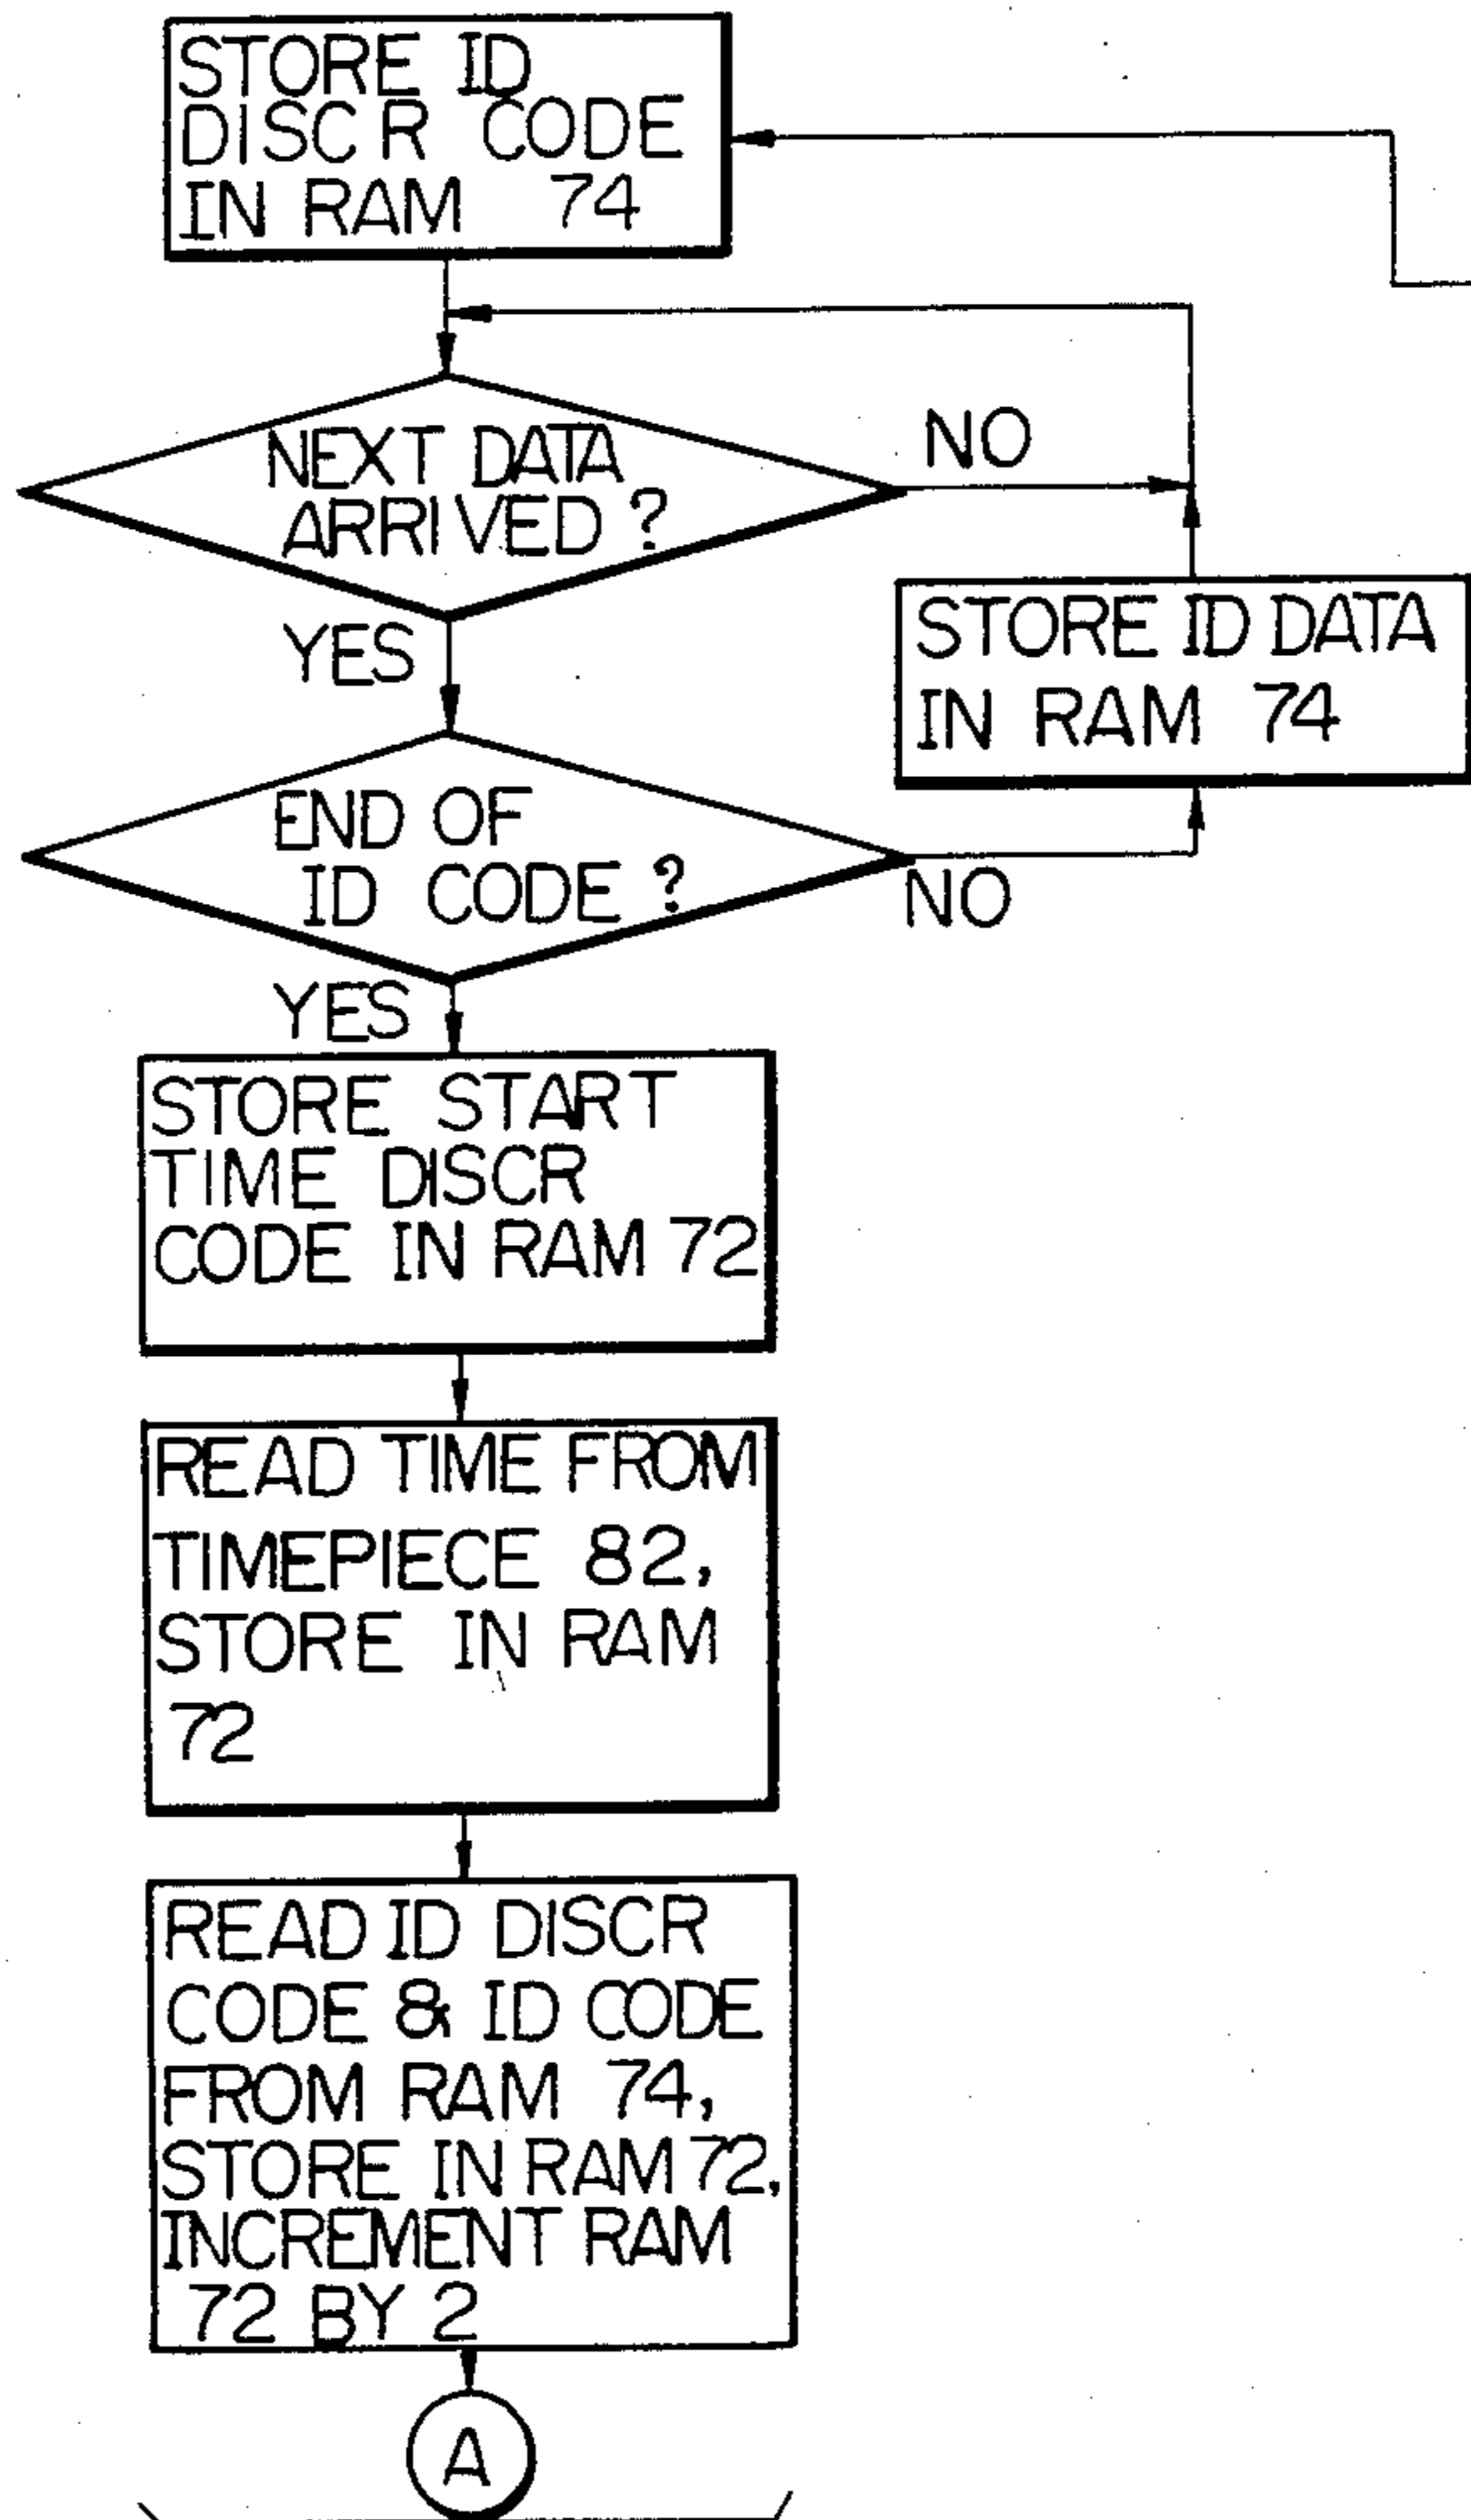 STORE ID
DISCR CODE
IN RAM 74
NEXT DATA
ARRIVED ?
NO
YES
STORE ID DATA
IN RAM 74
END OF
ID CODE ?
NO
YES
STORE START
TIME DISCR
CODE IN RAM 72
READ TIME FROM
TIMEPIECE 82,
STORE IN RAM
72
READ ID DISCR
CODE & ID CODE
FROM RAM 74,
STORE IN RAM 72,
INCREMENT RAM
72 BY 2
A